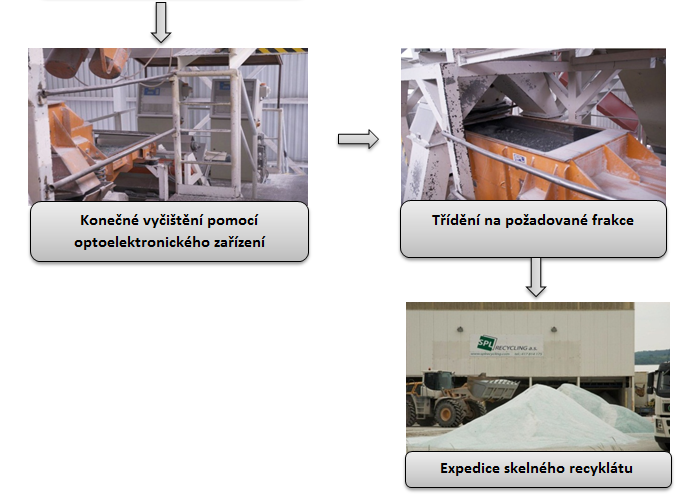 Konečné vyčištění pomocí
optoelektronického zařízení
Třídění na požadované frakce
SPL
RECYCLING a.s.
Expedice skelného recyklátu